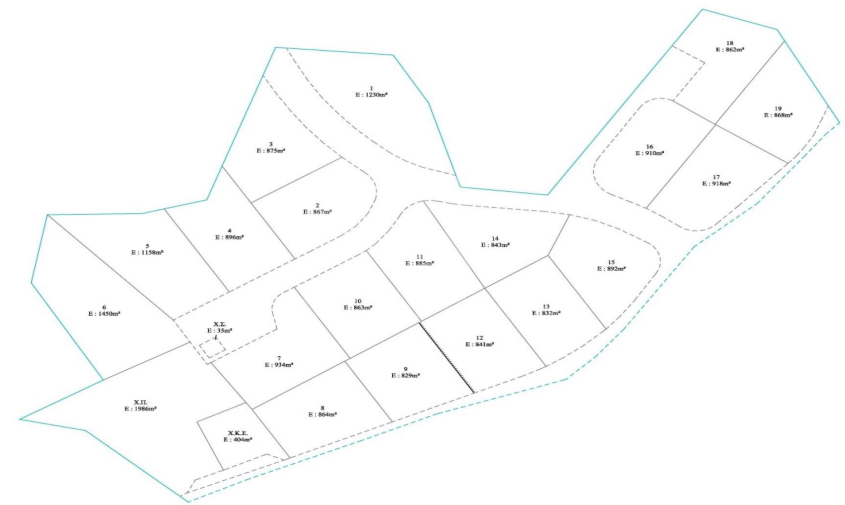 18
E : 862m²
1
E : 1230m²
19
E : 868m²
3
E : 875m²
16
E : 910m²
17
E : 918m²
2
E : 867m²
4
E : 896m²
5
E : 1158m²
14
E : 843m²
11
E : 885m²
15
E : 892m²
6
E : 1450m²
10
E : 863m²
13
E : 832m²
Χ.Σ.
E : 35m²
12
E : 841m²
7
E : 934m²
9
E : 829m²
Χ.Π.
E : 1986m²
8
E : 864m²
Χ.Κ.Ε.
E : 404m²